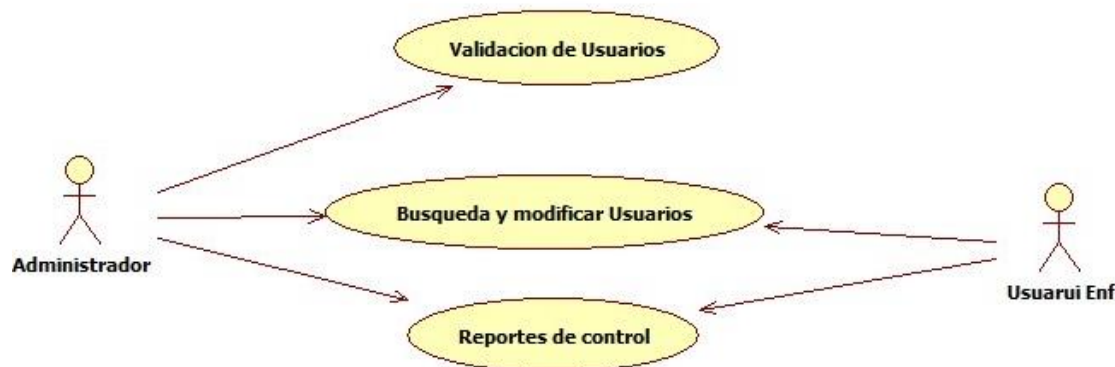 Validacion de Usuarios
Busqueda y modificar Usuarios
Administrador
Usuarui Enf
Reportes de control